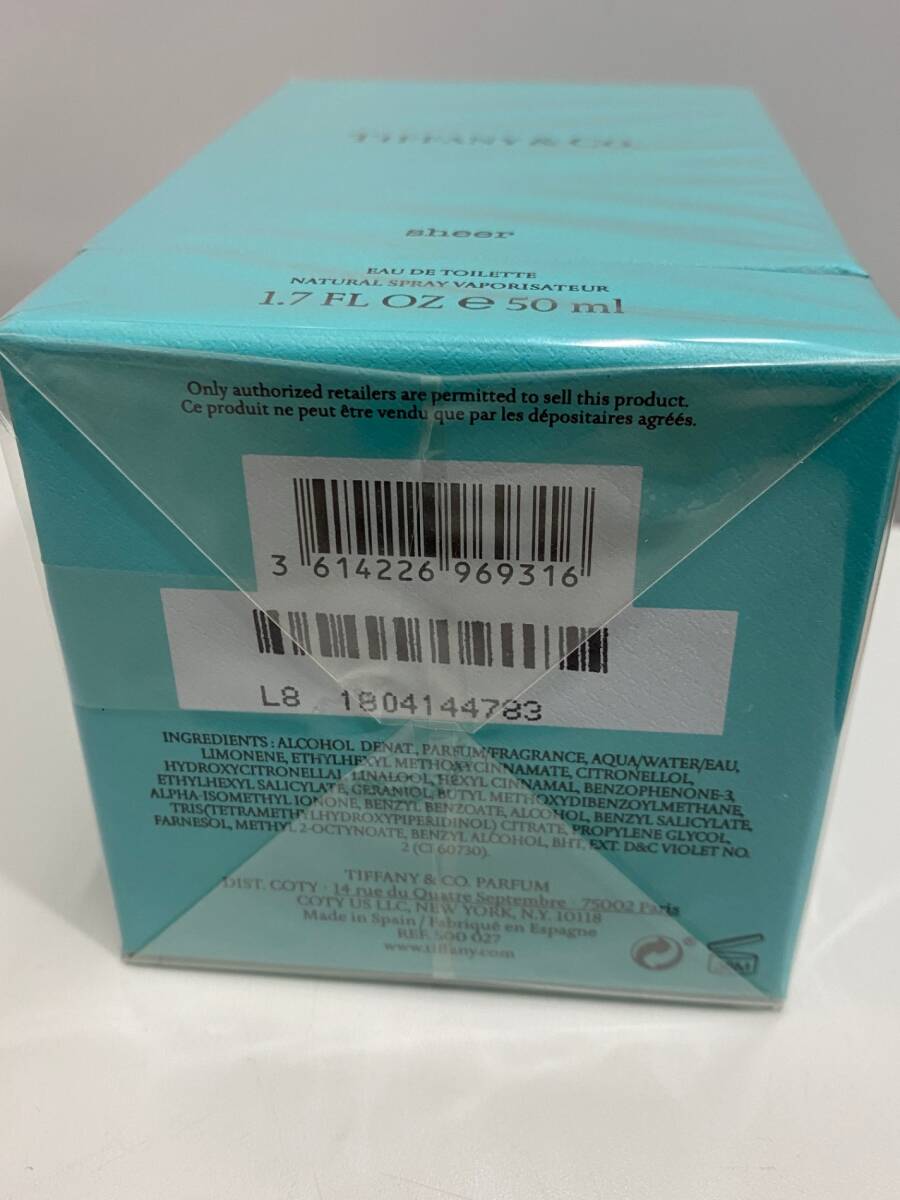 TIFFANY & CO.
sheer
EAU DE TOILETTE
NATURAL SPRAY VAPORISATEUR
1.7 FL OZ e 50 ml
Only authorized retailers are permitted to sell this product.
Ce produit ne peut être vendu que par les dépositaires agréés.
3 614226 969316
L8 1804144783
INGREDIENTS : ALCOHOL DENAT., PARFUM/FRAGRANCE, AQUA/WATER/EAU,
LIMONENE, ETHYLHEXYL METHOXYCINNAMATE, CITRONELLOL,
HYDROXYCITRONELLAL, LINALOOL, HEXYL CINNAMAL, BENZOPHENONE-3,
ETHYLHEXYL SALICYLATE, GERANIOL, BUTYL METHOXYDIBENZOYLMETHANE,
ALPHA-ISOMETHYL IONONE, BENZYL BENZOATE, ALCOHOL, BENZYL SALICYLATE,
TRIS(TETRAMETHYLHYDROXYPIPERIDINOL) CITRATE, PROPYLENE GLYCOL,
FARNESOL, METHYL 2-OCTYNOATE, BENZYL ALCOHOL, BHT, EXT. D&C VIOLET NO.
2 (CI 60730).
TIFFANY & CO. PARFUM
DIST. COTY · 14 rue du Quatre Septembre · 75002 Paris
COTY US LLC, NEW YORK, N.Y. 10118
Made in Spain / Fabriqué en Espagne
REF. 500 027
www.tiffany.com